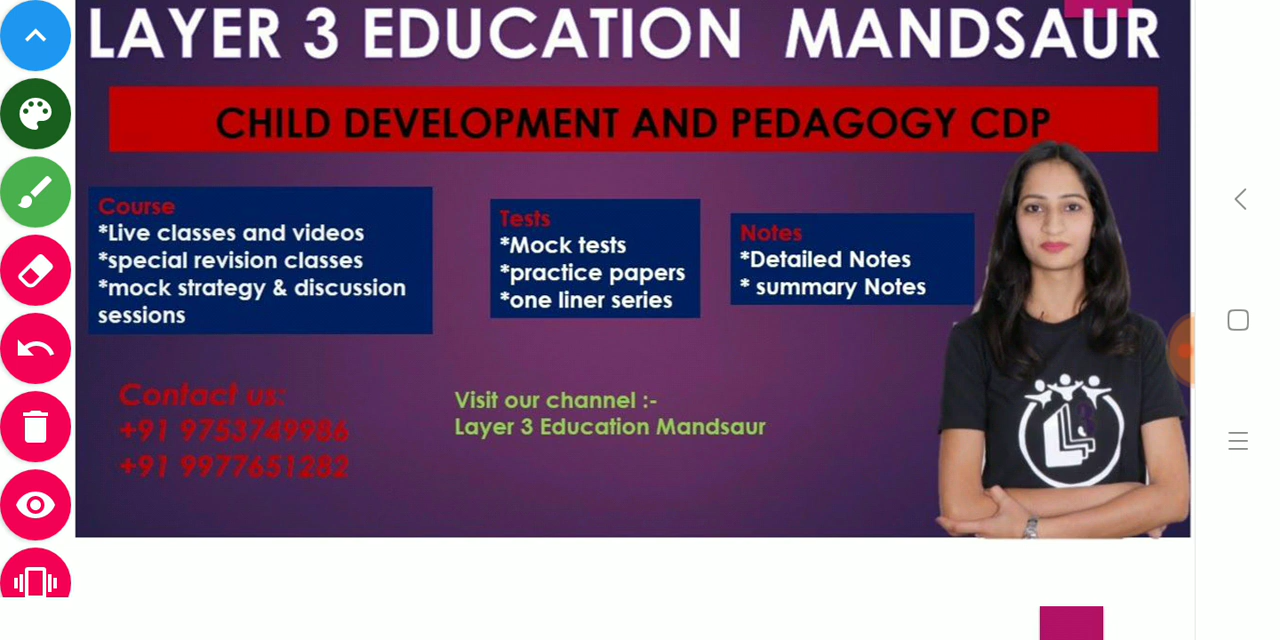 LAYER 3 EDUCATION MANDSAUR
CHILD DEVELOPMENT AND PEDAGOGY CDP
Course
*Live classes and videos
*special revision classes
*mock strategy & discussion
sessions
Tests
*Mock tests
*practice papers
*one liner series
Notes
*Detailed Notes
* summary Notes
Contact us:
+91 9753749986
+91 9977651282
Visit our channel :-
Layer 3 Education Mandsaur
L3